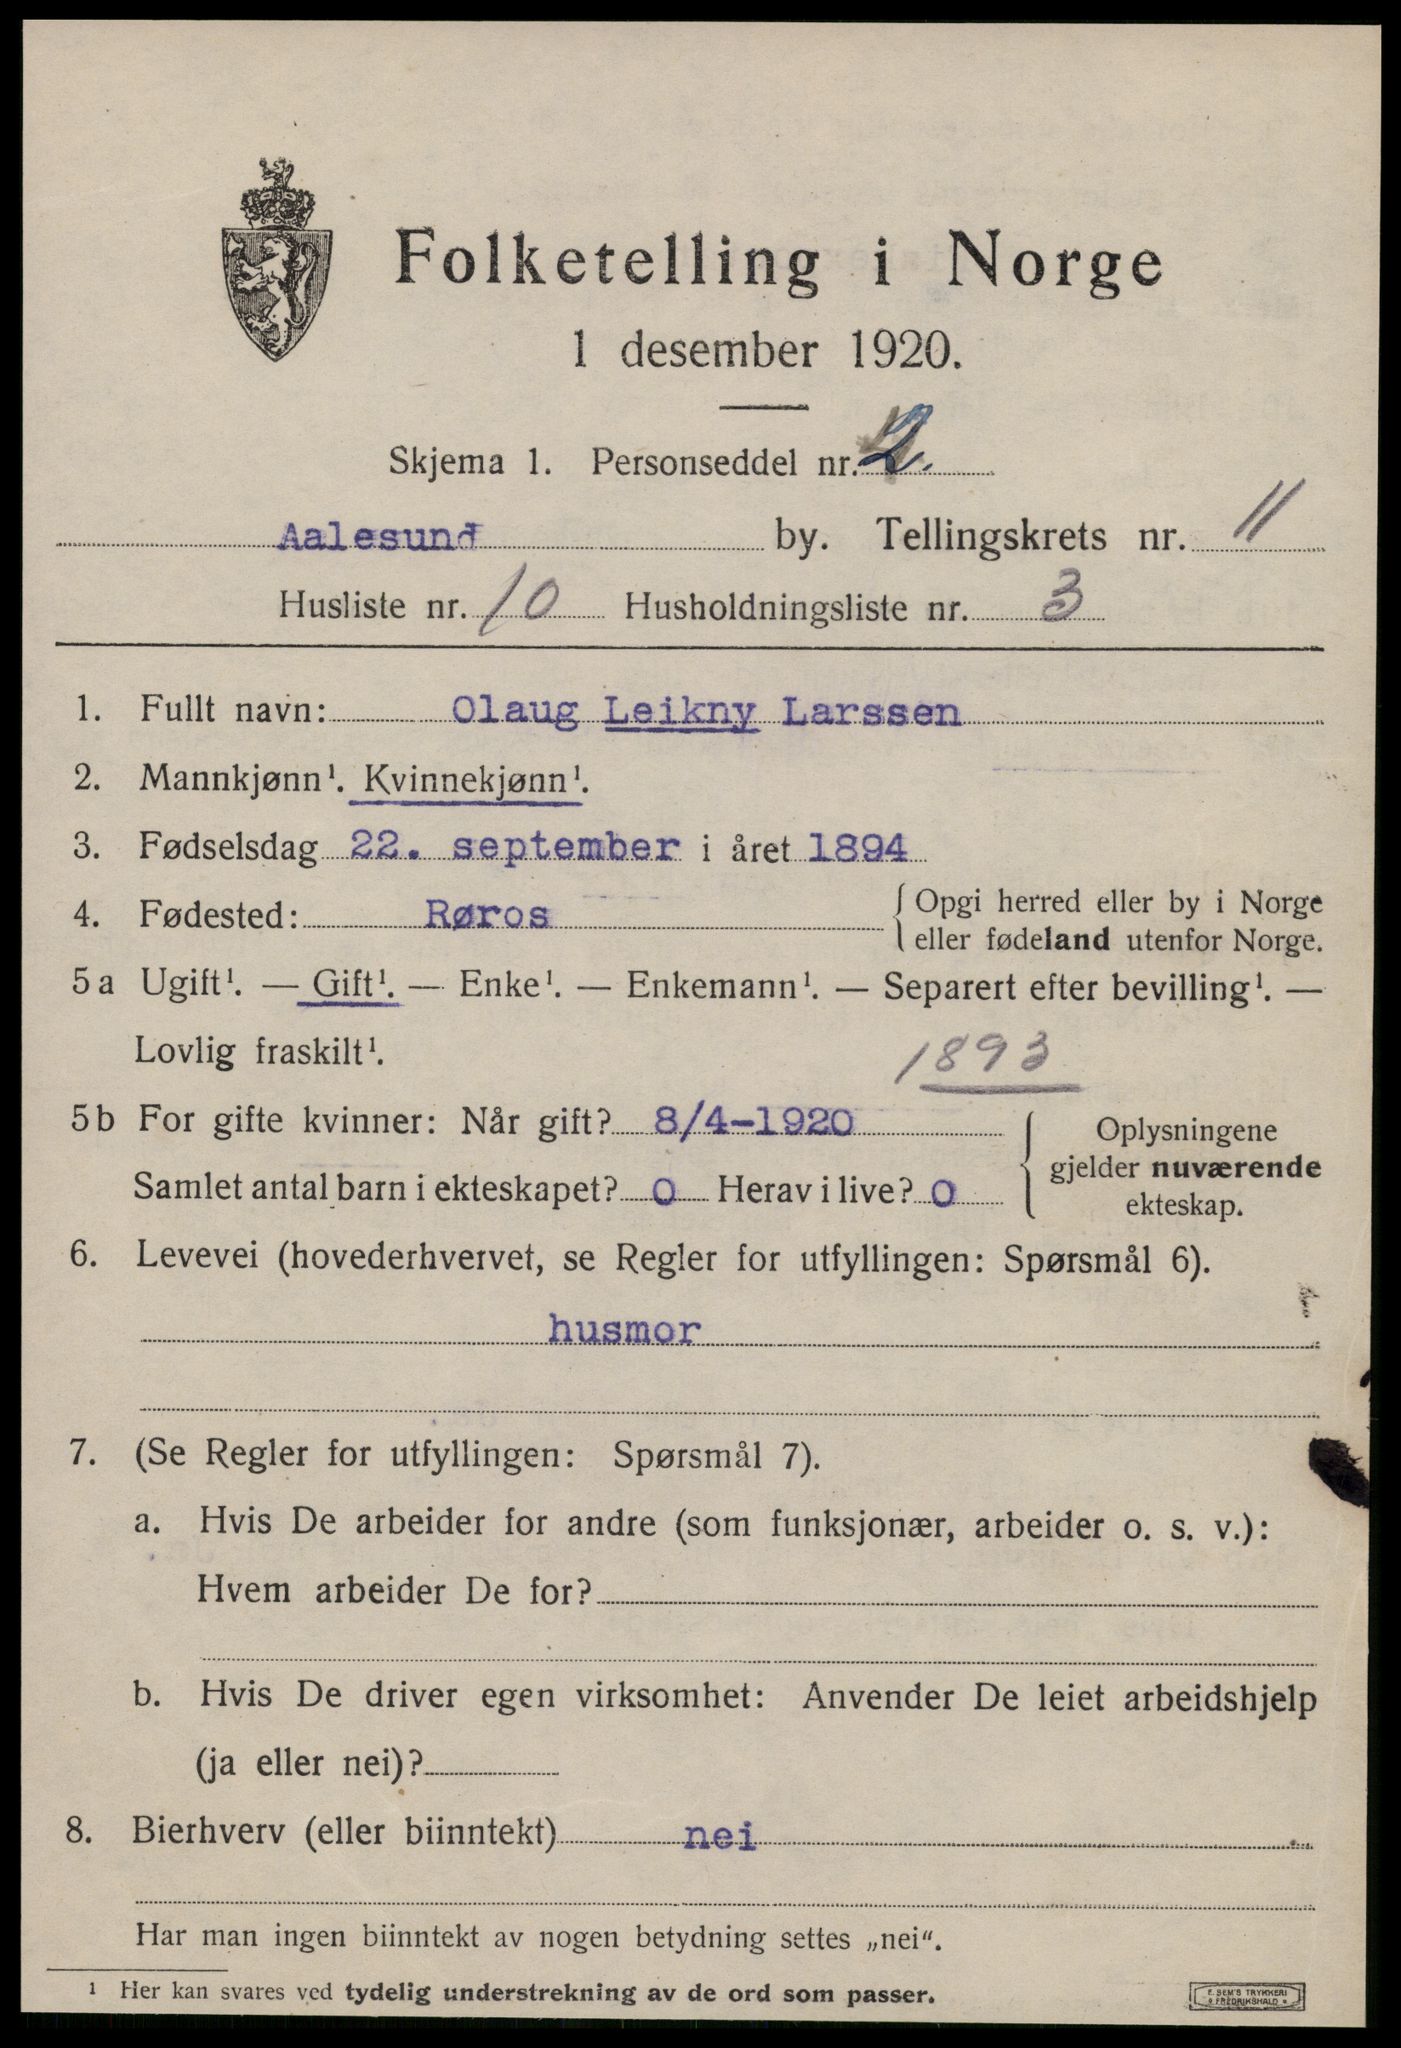 Folketelling i Norge
1 desember 1920.
Skjema 1. Personseddel nr. 2.
Aalesund by. Tellingskrets nr. 11
Husliste nr. 10 Husholdningsliste nr. 3
1. Fullt navn: Olaug Leikny Larssen
2. Mannkjønn¹. Kvinnekjønn¹.
3. Fødselsdag 22. september i året 1894
4. Fødested: Røros { Opgi herred eller by i Norge
eller fødeland utenfor Norge.
5 a Ugift¹. — Gift¹. — Enke¹. — Enkemann¹. — Separert efter bevilling¹. —
Lovlig fraskilt¹. 1893
5 b For gifte kvinner: Når gift? 8/4-1920
Samlet antal barn i ekteskapet? 0 Herav i live? 0
{ Oplysningene
gjelder nuværende
ekteskap.
6. Levevei (hovederhvervet, se Regler for utfyllingen: Spørsmål 6).
husmor
7. (Se Regler for utfyllingen: Spørsmål 7).
a. Hvis De arbeider for andre (som funksjonær, arbeider o. s. v.):
Hvem arbeider De for?
b. Hvis De driver egen virksomhet: Anvender De leiet arbeidshjelp
(ja eller nei)?
8. Bierhverv (eller biinntekt) nei
Har man ingen biinntekt av nogen betydning settes „nei“.
¹ Her kan svares ved tydelig understrekning av de ord som passer.
E. SEM'S TRYKKERI
FREDRIKSHALD